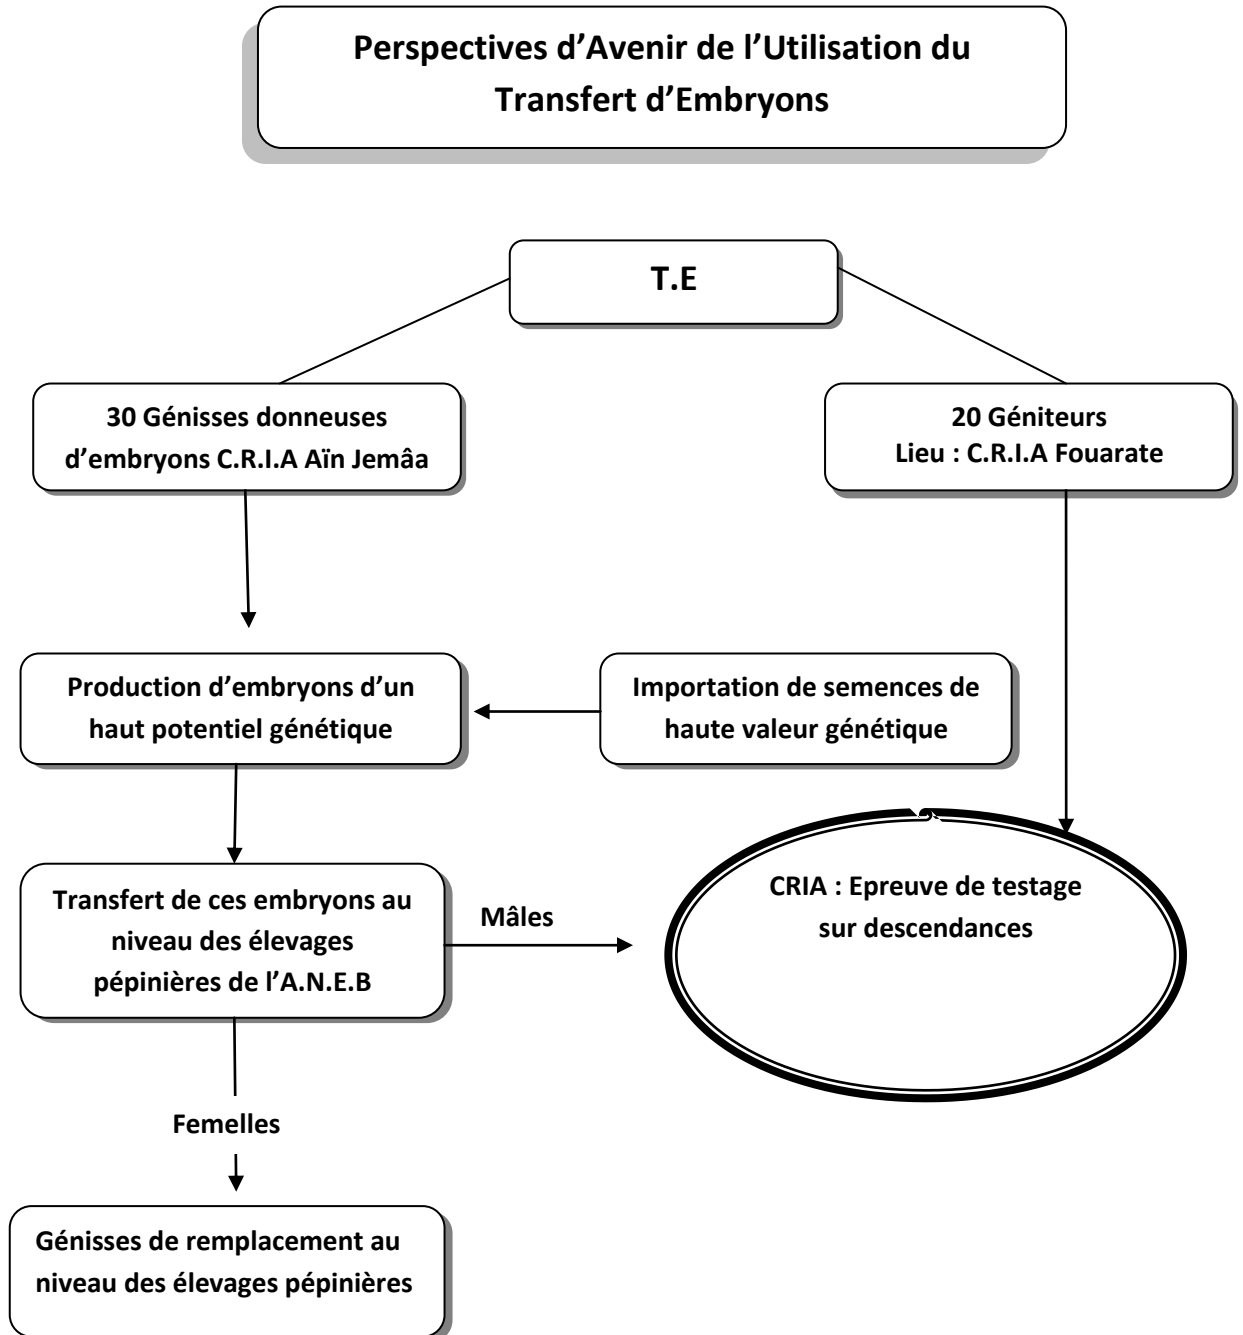 Perspectives d’Avenir de l’Utilisation du
Transfert d’Embryons
T.E
30 Génisses donneuses
d’embryons C.R.I.A Aïn Jemâa
20 Géniteurs
Lieu : C.R.I.A Fouarate
Production d’embryons d’un
haut potentiel génétique
Importation de semences de
haute valeur génétique
Transfert de ces embryons au
niveau des élevages
pépinières de l’A.N.E.B
Mâles
CRIA : Epreuve de testage
sur descendances
Femelles
Génisses de remplacement au
niveau des élevages pépinières